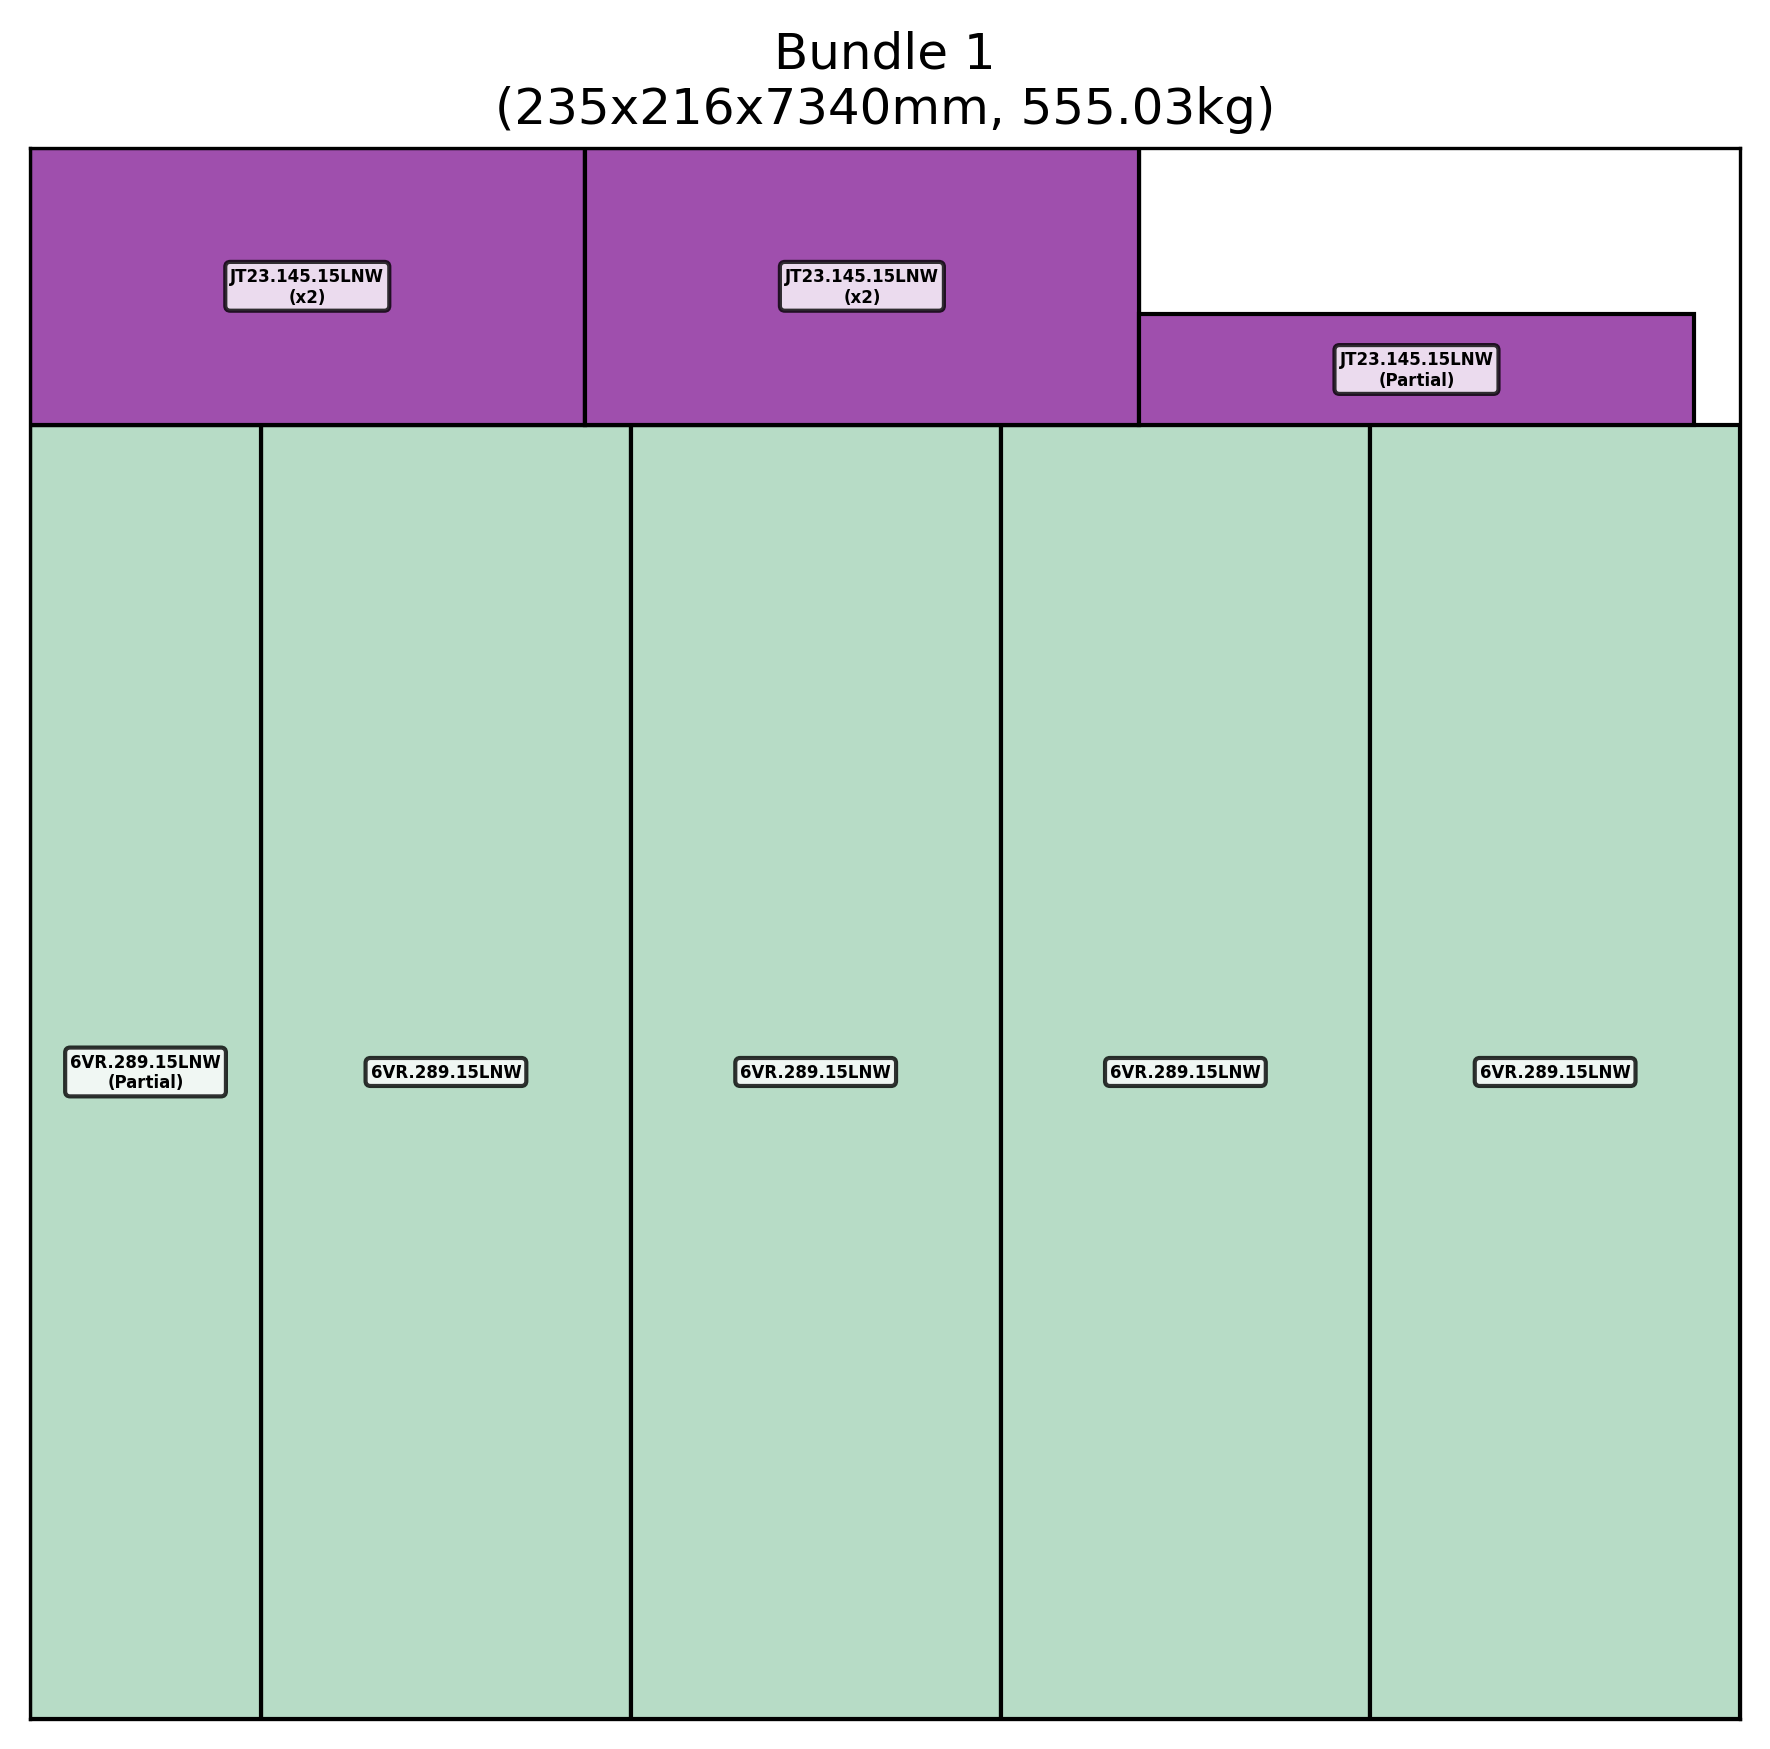 Bundle 1
(235x216x7340mm, 555.03kg)
JT23.145.15LNW
(x2)
JT23.145.15LNW
(x2)
JT23.145.15LNW
(Partial)
6VR.289.15LNW
(Partial)
6VR.289.15LNW
6VR.289.15LNW
6VR.289.15LNW
6VR.289.15LNW